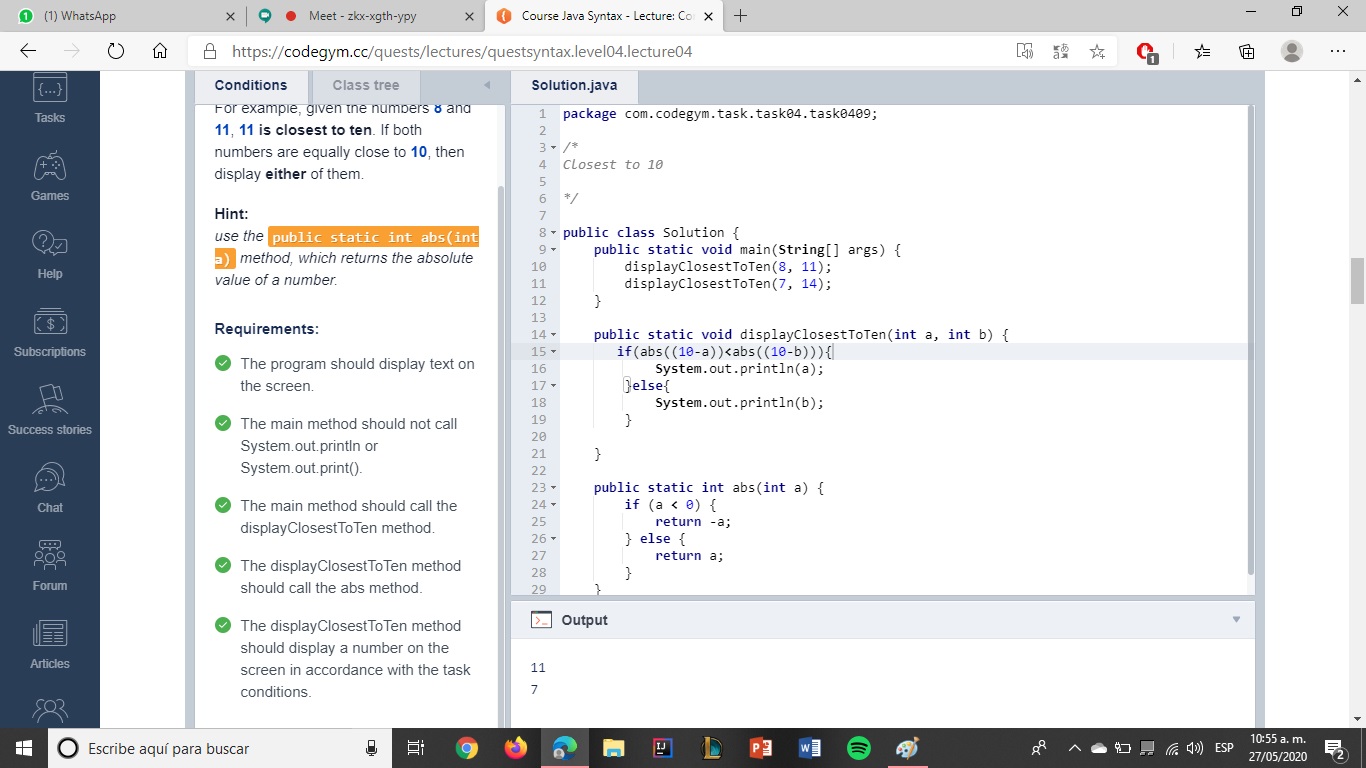 (1) WhatsApp
Meet - zkx-xgth-ypy
Course Java Syntax - Lecture: Co
https://codegym.cc/quests/lectures/questsyntax.level04.lecture04
1
{...}
Tasks
Games
Help
Subscriptions
Success stories
Chat
Forum
Articles
Conditions
Class tree
For example, given the numbers 8 and
11, 11 is closest to ten. If both
numbers are equally close to 10, then
display either of them.
Hint:
use the public static int abs(int
a) method, which returns the absolute
value of a number.
Requirements:
The program should display text on
the screen.
The main method should not call
System.out.println or
System.out.print().
The main method should call the
displayClosestToTen method.
The displayClosestToTen method
should call the abs method.
The displayClosestToTen method
should display a number on the
screen in accordance with the task
conditions.
Solution.java
1 package com.codegym.task.task04.task0409;
2
3 /*
4 Closest to 10
5
6 */
7
8 public class Solution {
9 public static void main(String[] args) {
10 displayClosestToTen(8, 11);
11 displayClosestToTen(7, 14);
12 }
13
14 public static void displayClosestToTen(int a, int b) {
15 if(abs((10-a))<abs((10-b))){
16 System.out.println(a);
17 }else{
18 System.out.println(b);
19 }
20
21 }
22
23 public static int abs(int a) {
24 if (a < 0) {
25 return -a;
26 } else {
27 return a;
28 }
29 }
Output
11
7
Escribe aquí para buscar
ESP
10:55 a. m.
27/05/2020
2